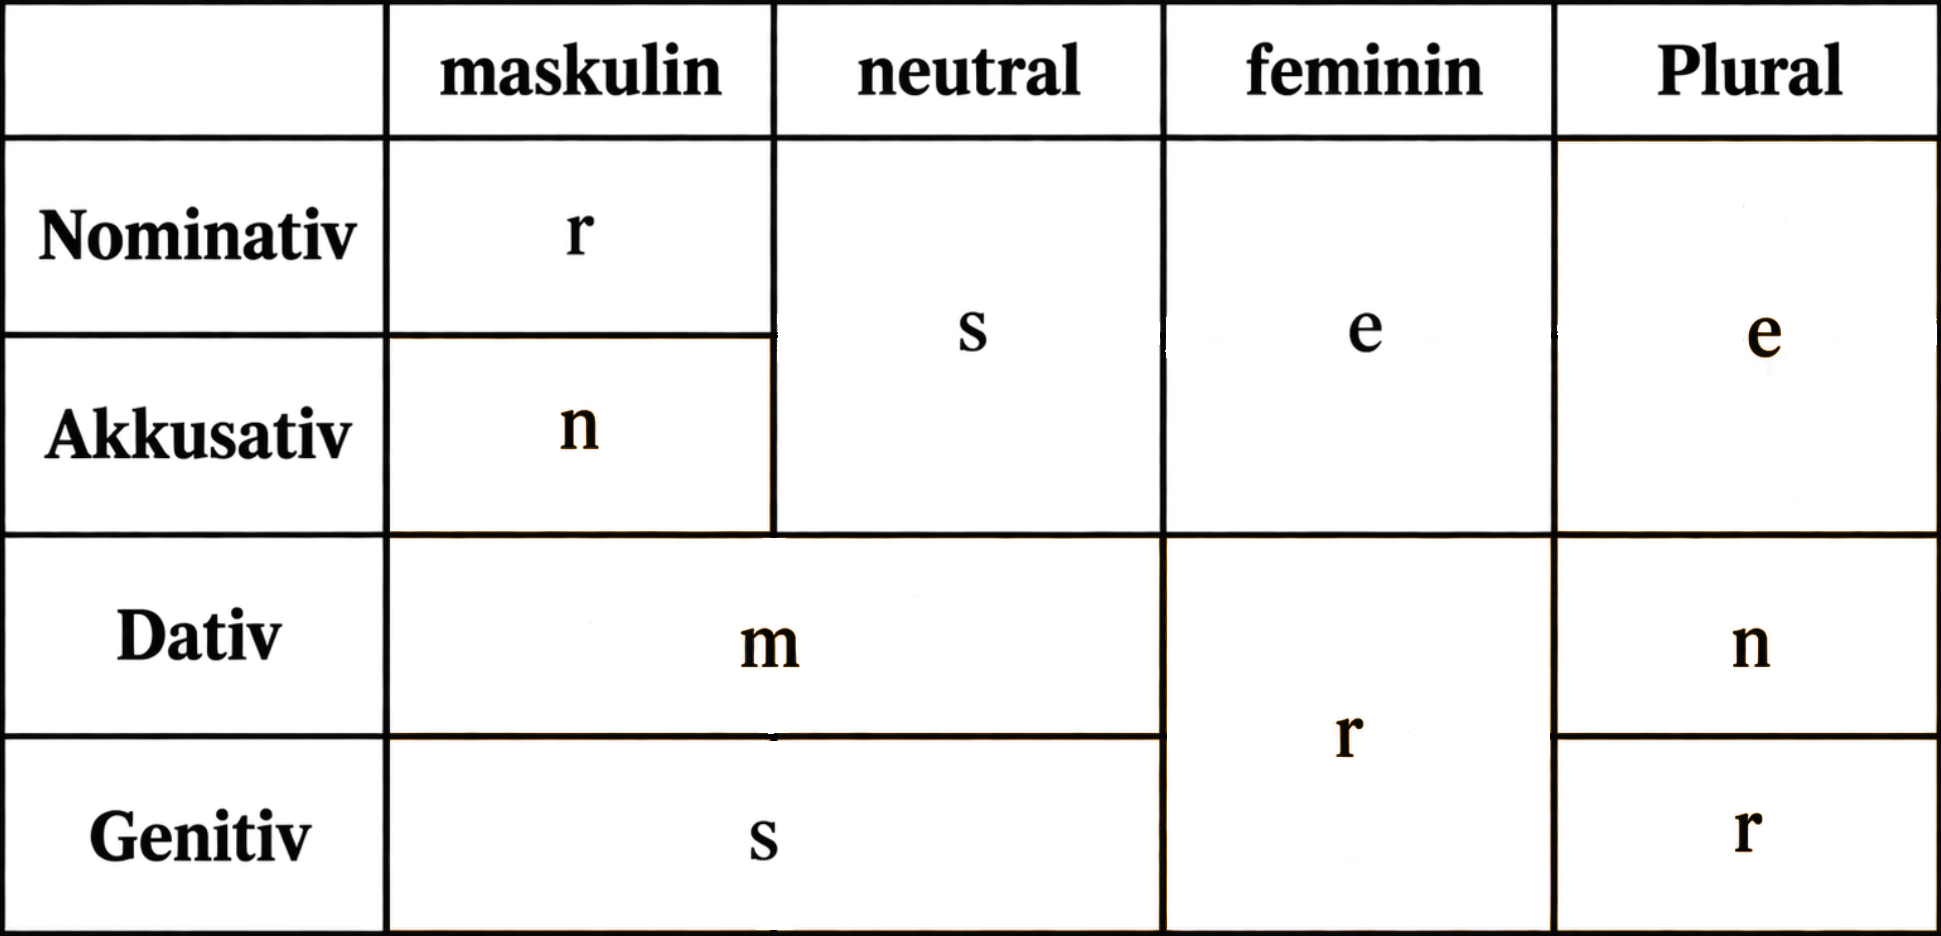 maskulin neutral feminin Plural
Nominativ r
s e e
Akkusativ n
Dativ m n
r
Genitiv s r